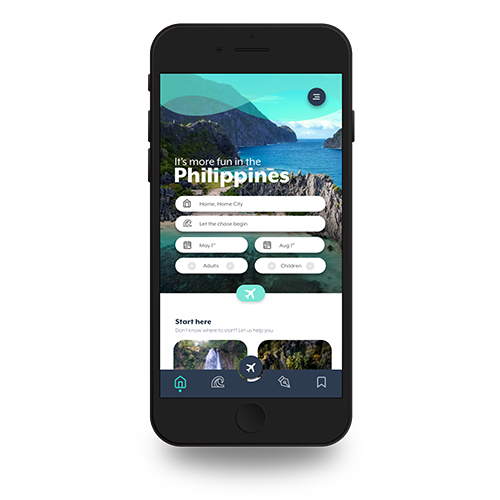 It's more fun in the
Philippines
Home, Home City
Let the chase begin
May 1st
Aug 1st
Adults
Children
Start here
Don't know where to start? Let us help you.